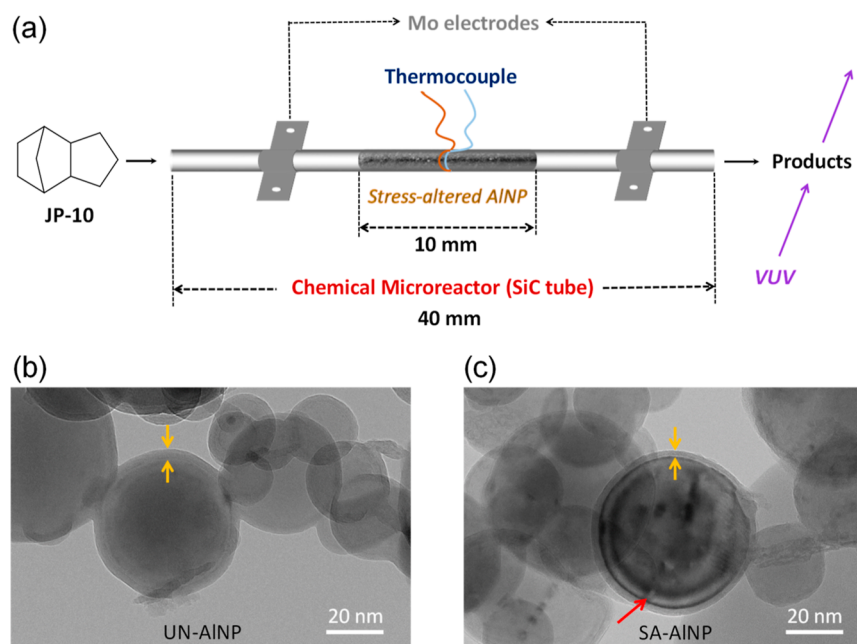 (a)
Mo electrodes
Thermocouple
JP-10
Products
Stress-altered AlNP
10 mm
VUV
Chemical Microreactor (SiC tube)
40 mm
(b)
(c)
UN-AlNP
20 nm
SA-AlNP
20 nm